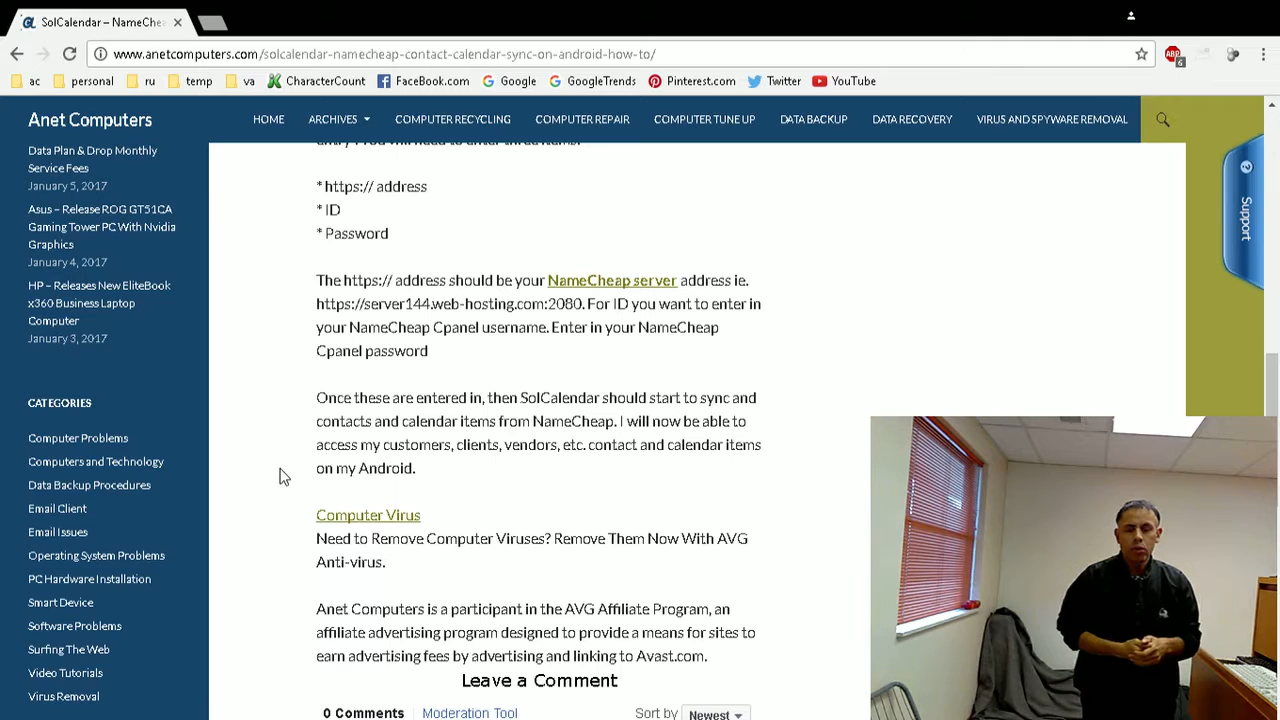 SolCalendar – NameChea
www.anetcomputers.com/solcalendar-namecheap-contact-calendar-sync-on-android-how-to/
ABP
6
ac
personal
ru
temp
va
CharacterCount
FaceBook.com
Google
GoogleTrends
Pinterest.com
Twitter
YouTube
Anet Computers
HOME
ARCHIVES
COMPUTER RECYCLING
COMPUTER REPAIR
COMPUTER TUNE UP
DATA BACKUP
DATA RECOVERY
VIRUS AND SPYWARE REMOVAL
Data Plan & Drop Monthly
Service Fees
January 5, 2017
Asus – Release ROG GT51CA
Gaming Tower PC With Nvidia
Graphics
January 4, 2017
HP – Releases New EliteBook
x360 Business Laptop
Computer
January 3, 2017
CATEGORIES
Computer Problems
Computers and Technology
Data Backup Procedures
Email Client
Email Issues
Operating System Problems
PC Hardware Installation
Smart Device
Software Problems
Surfing The Web
Video Tutorials
Virus Removal
* https:// address
* ID
* Password
The https:// address should be your NameCheap server address ie.
https://server144.web-hosting.com:2080. For ID you want to enter in
your NameCheap Cpanel username. Enter in your NameCheap
Cpanel password
Once these are entered in, then SolCalendar should start to sync and
contacts and calendar items from NameCheap. I will now be able to
access my customers, clients, vendors, etc. contact and calendar items
on my Android.
Computer Virus
Need to Remove Computer Viruses? Remove Them Now With AVG
Anti-virus.
Anet Computers is a participant in the AVG Affiliate Program, an
affiliate advertising program designed to provide a means for sites to
earn advertising fees by advertising and linking to Avast.com.
Leave a Comment
0 Comments
Moderation Tool
Sort by
Newest
Support